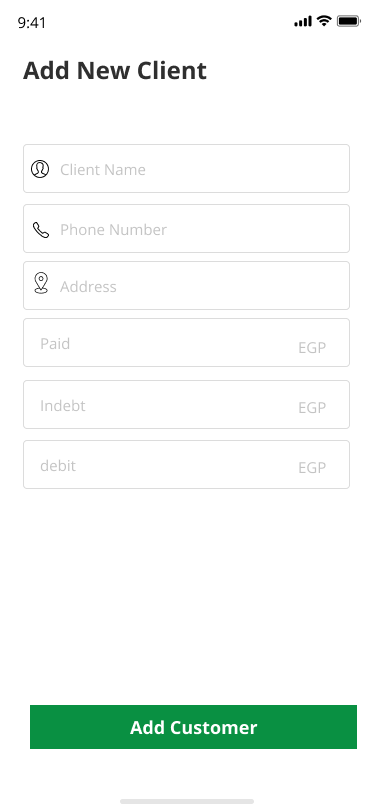 9:41
Add New Client
Client Name
Phone Number
Address
Paid EGP
Indebt EGP
debit EGP
Add Customer